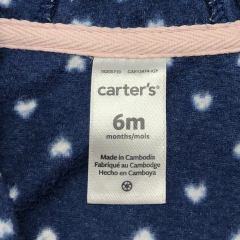 carter's®
6m
months/mois
Made in Cambodia
Fabriqué au Cambodge
Hecho en Camboya